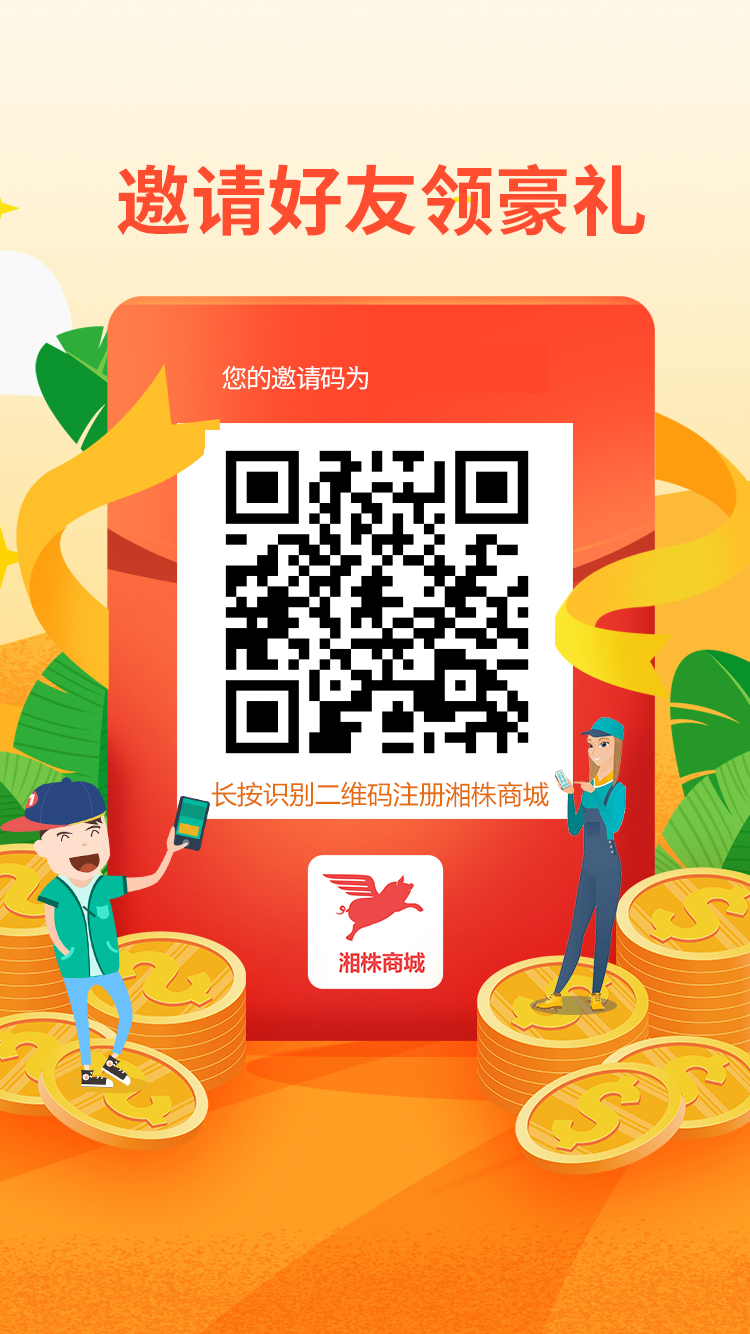 邀请好友领豪礼
您的邀请码为
长按识别二维码注册湘株商城
湘株商城